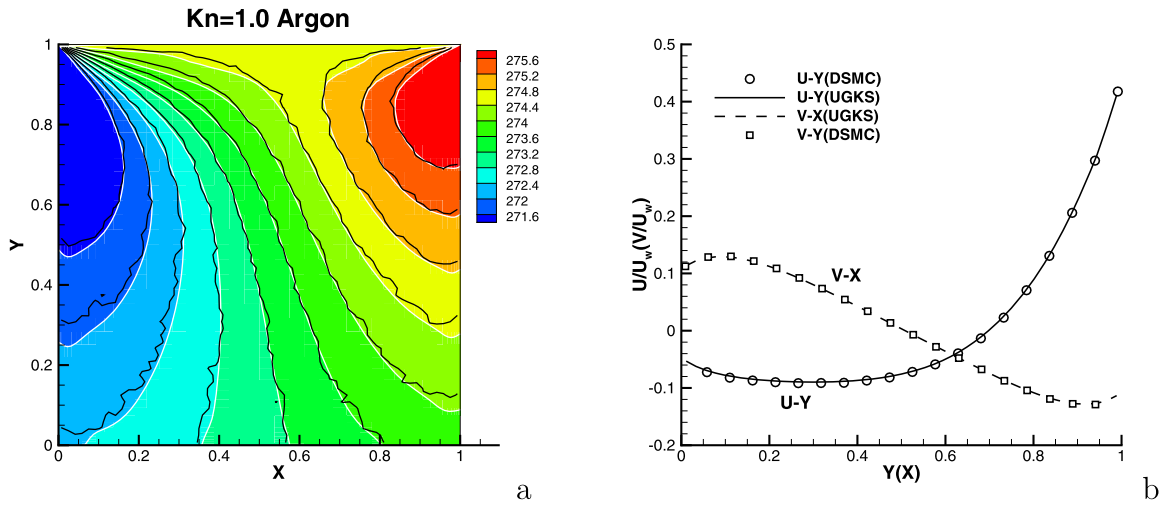 Kn=1.0 Argon
1
0.8
0.6
0.4
0.2
0
Y
0
0.2
0.4
0.6
0.8
1
X
275.6
275.2
274.8
274.4
274
273.6
273.2
272.8
272.4
272
271.6
a
0.5
0.4
0.3
0.2
0.1
0
-0.1
-0.2
U/Uw(V/Uw)
U-Y(DSMC)
U-Y(UGKS)
V-X(UGKS)
V-Y(DSMC)
V-X
U-Y
0
0.2
0.4
0.6
0.8
1
Y(X)
b